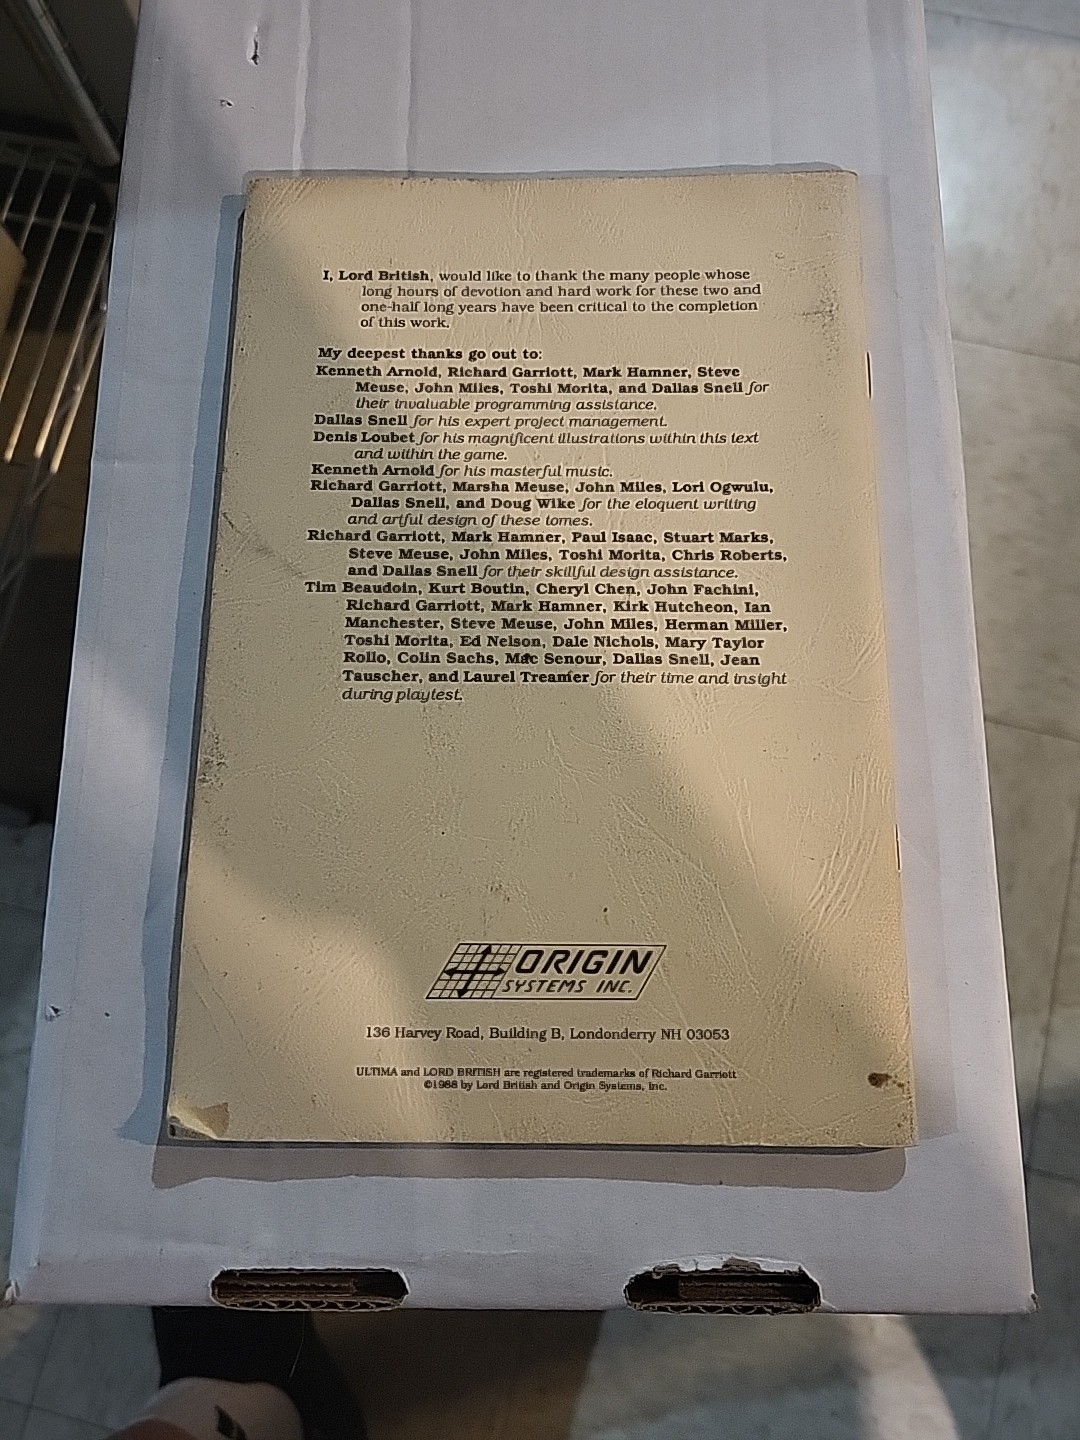 I, Lord British, would like to thank the many people whose
long hours of devotion and hard work for these two and
one-half long years have been critical to the completion
of this work.
My deepest thanks go out to:
Kenneth Arnold, Richard Garriott, Mark Hamner, Steve
Meuse, John Miles, Toshi Morita, and Dallas Snell for
their invaluable programming assistance.
Dallas Snell for his expert project management.
Denis Loubet for his magnificent illustrations within this text
and within the game.
Kenneth Arnold for his masterful music.
Richard Garriott, Marsha Meuse, John Miles, Lori Ogwulu,
Dallas Snell, and Doug Wike for the eloquent writing
and artful design of these tomes.
Richard Garriott, Mark Hamner, Paul Isaac, Stuart Marks,
Steve Meuse, John Miles, Toshi Morita, Chris Roberts,
and Dallas Snell for their skillful design assistance.
Tim Beaudoin, Kurt Boutin, Cheryl Chen, John Fachini,
Richard Garriott, Mark Hamner, Kirk Hutcheon, Ian
Manchester, Steve Meuse, John Miles, Herman Miller,
Toshi Morita, Ed Nelson, Dale Nichols, Mary Taylor
Rollo, Colin Sachs, Mac Senour, Dallas Snell, Jean
Tauscher, and Laurel Treamer for their time and insight
during playtest.
ORIGIN
SYSTEMS INC.
136 Harvey Road, Building B, Londonderry NH 03053
ULTIMA and LORD BRITISH are registered trademarks of Richard Garriott
©1988 by Lord British and Origin Systems, Inc.